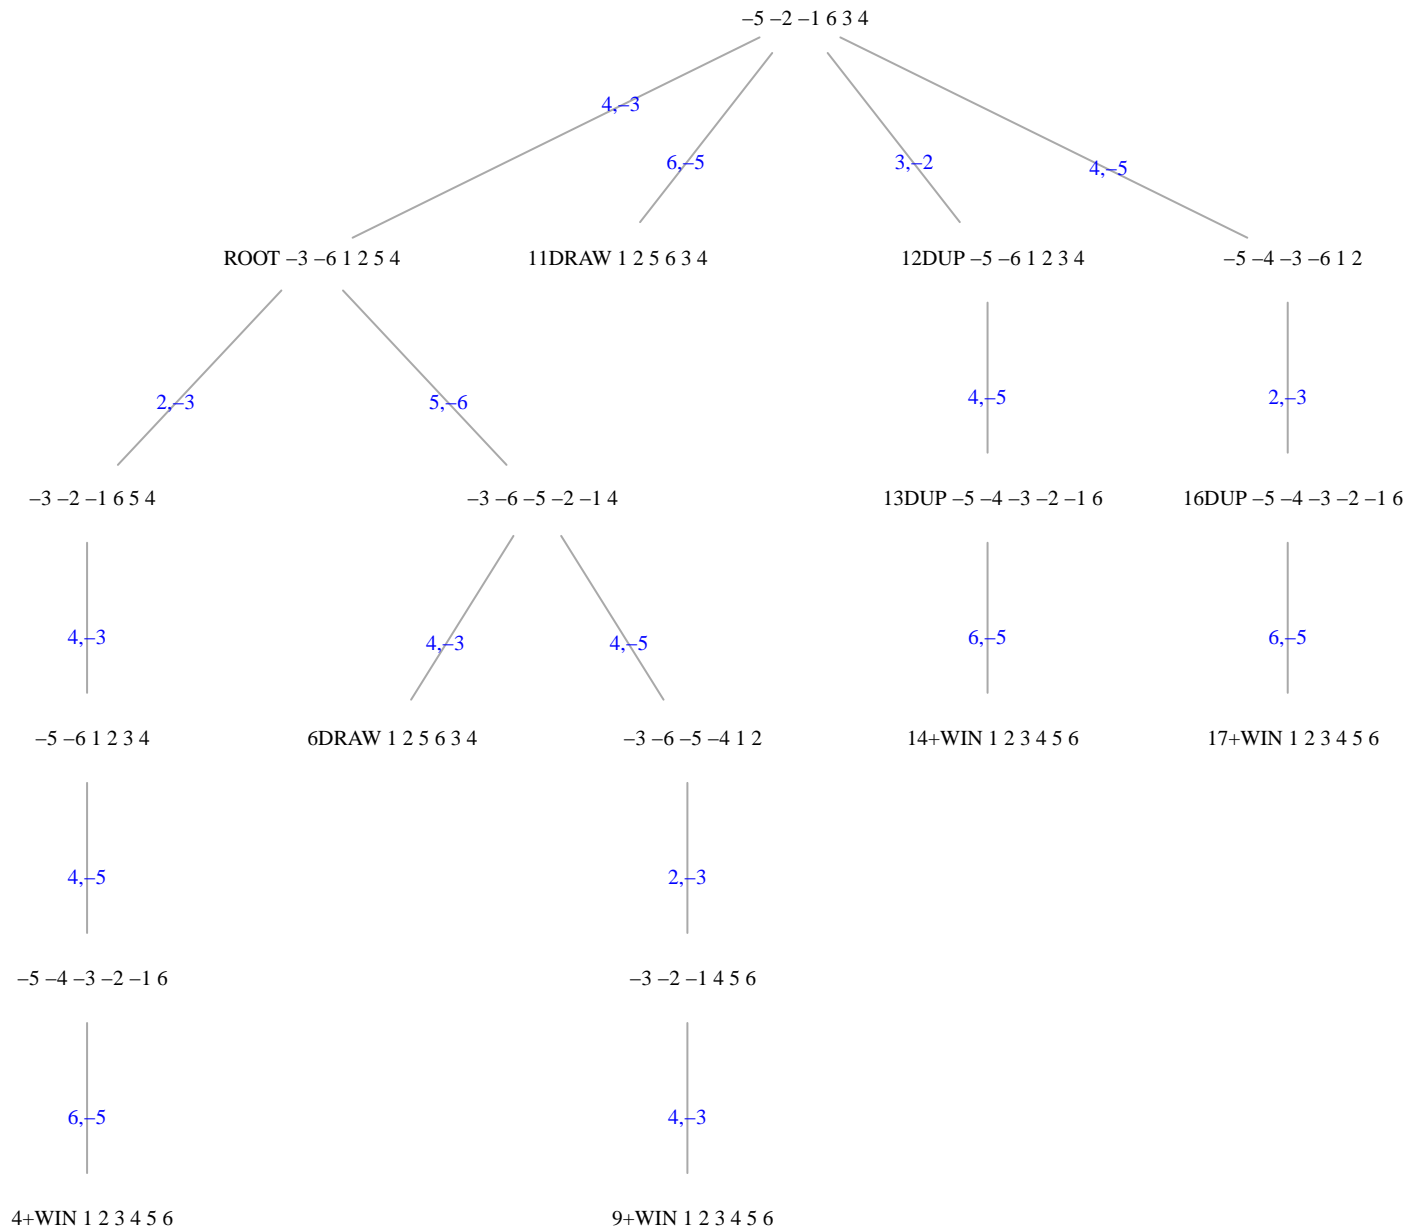 −5 −2 −1 6 3 4
4,−3
6,−5
3,−2
4,−5
ROOT −3 −6 1 2 5 4
11DRAW 1 2 5 6 3 4
12DUP −5 −6 1 2 3 4
−5 −4 −3 −6 1 2
2,−3
5,−6
4,−5
2,−3
−3 −2 −1 6 5 4
−3 −6 −5 −2 −1 4
13DUP −5 −4 −3 −2 −1 6
16DUP −5 −4 −3 −2 −1 6
4,−3
4,−3
4,−5
6,−5
6,−5
−5 −6 1 2 3 4
6DRAW 1 2 5 6 3 4
−3 −6 −5 −4 1 2
14+WIN 1 2 3 4 5 6
17+WIN 1 2 3 4 5 6
4,−5
2,−3
−5 −4 −3 −2 −1 6
−3 −2 −1 4 5 6
6,−5
4,−3
4+WIN 1 2 3 4 5 6
9+WIN 1 2 3 4 5 6